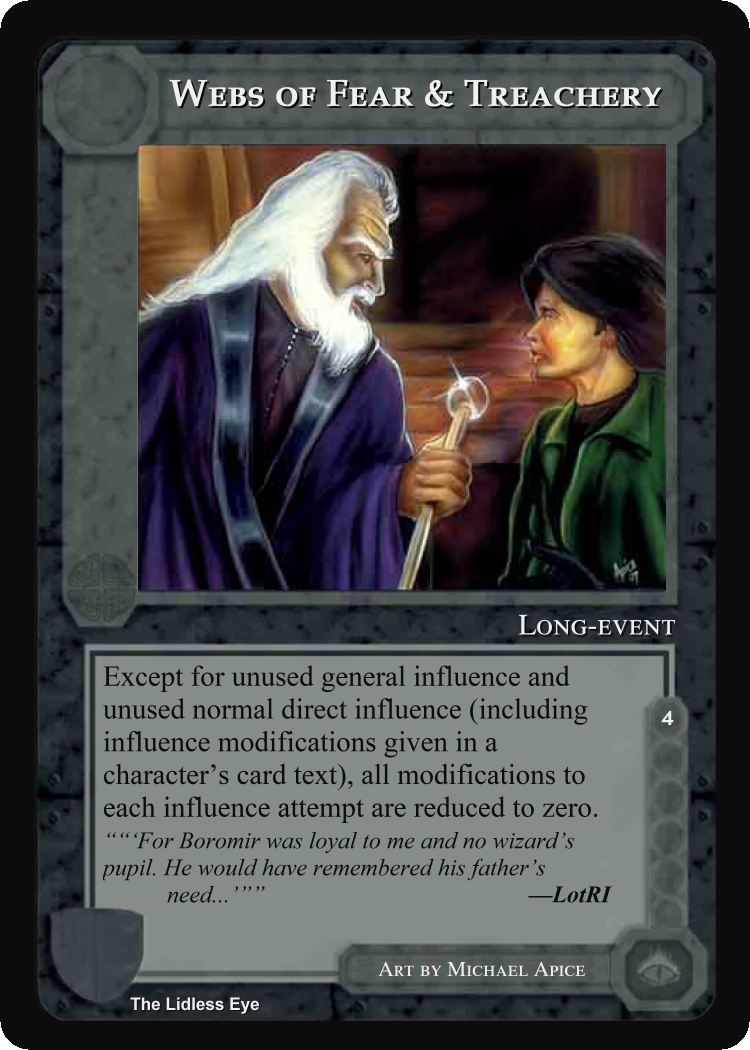 Webs of Fear & Treachery
Apice
Long-event
Except for unused general influence and
unused normal direct influence (including
influence modifications given in a
character's card text), all modifications to
each influence attempt are reduced to zero.
4
““‘For Boromir was loyal to me and no wizard's
pupil. He would have remembered his father's
need...’”” —LotRI
Art by Michael Apice
The Lidless Eye